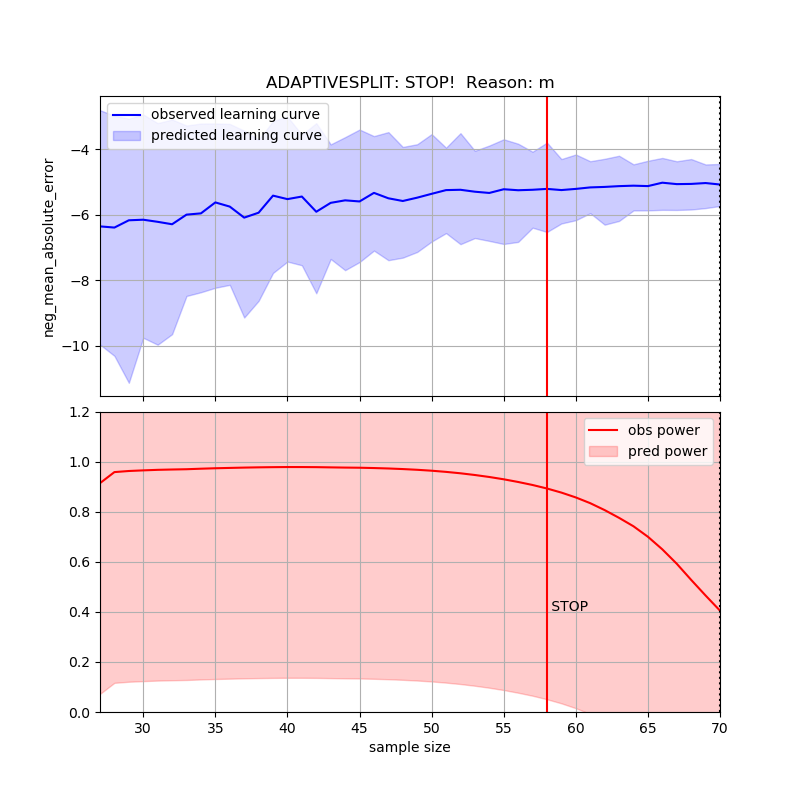 ADAPTIVESPLIT: STOP!  Reason: m
observed learning curve
predicted learning curve
neg_mean_absolute_error
−4
−6
−8
−10
obs power
pred power
STOP
1.2
1.0
0.8
0.6
0.4
0.2
0.0
30 35 40 45 50 55 60 65 70
sample size